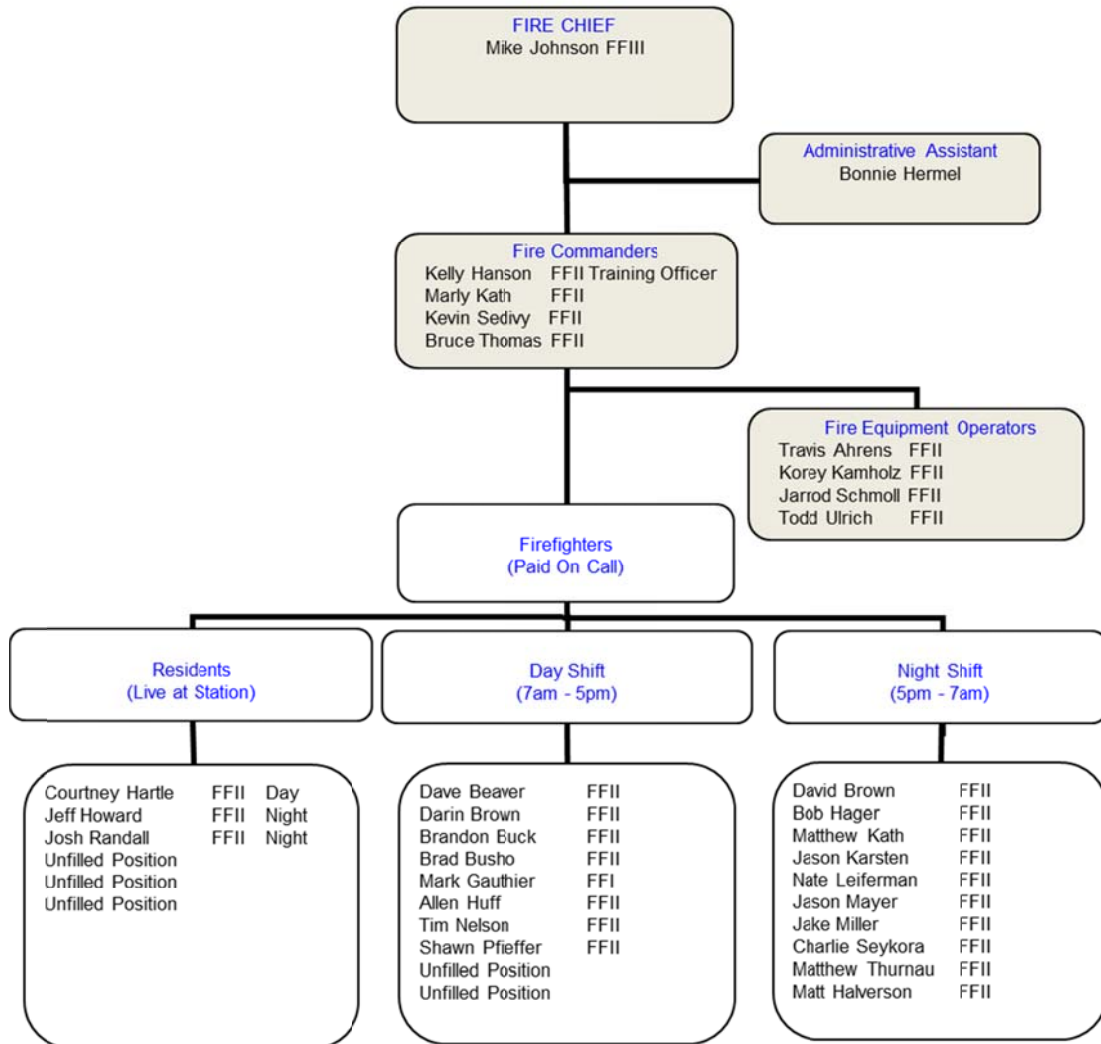 FIRE CHIEF
Mike Johnson FFIII
Administrative Assistant
Bonnie Hermel
Fire Commanders
Kelly Hanson FFII Training Officer
Marly Kath FFII
Kevin Sedivy FFII
Bruce Thomas FFII
Fire Equipment Operators
Travis Ahrens FFII
Korey Kamholz FFII
Jarrod Schmoll FFII
Todd Ulrich FFII
Firefighters
(Paid On Call)
Residents
(Live at Station)
Courtney Hartle FFII Day
Jeff Howard FFII Night
Josh Randall FFII Night
Unfilled Position
Unfilled Position
Unfilled Position
Day Shift
(7am - 5pm)
Dave Beaver FFII
Darin Brown FFII
Brandon Buck FFII
Brad Busho FFII
Mark Gauthier FFI
Allen Huff FFII
Tim Nelson FFII
Shawn Pfieffer FFII
Unfilled Position
Unfilled Position
Night Shift
(5pm - 7am)
David Brown FFII
Bob Hager FFII
Matthew Kath FFII
Jason Karsten FFII
Nate Leiferman FFII
Jason Mayer FFII
Jake Miller FFII
Charlie Seykora FFII
Matthew Thurnau FFII
Matt Halverson FFII